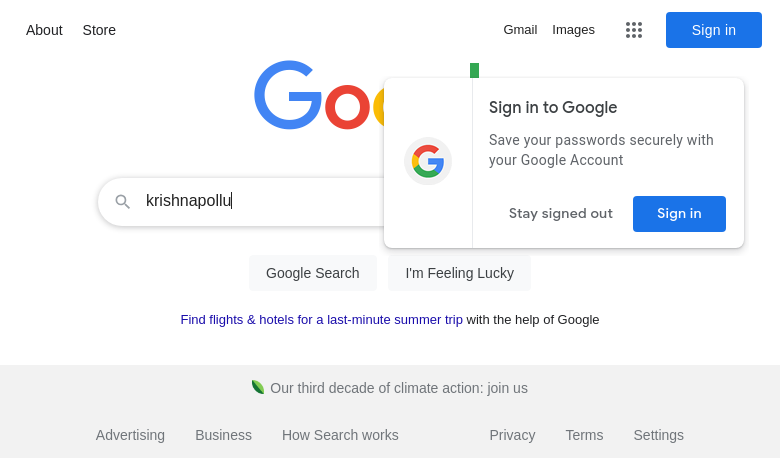 About Store Gmail Images Sign in
Goo
Sign in to Google
Save your passwords securely with
your Google Account
krishnapollu
Stay signed out Sign in
Google Search I'm Feeling Lucky
Find flights & hotels for a last-minute summer trip with the help of Google
Our third decade of climate action: join us
Advertising Business How Search works Privacy Terms Settings